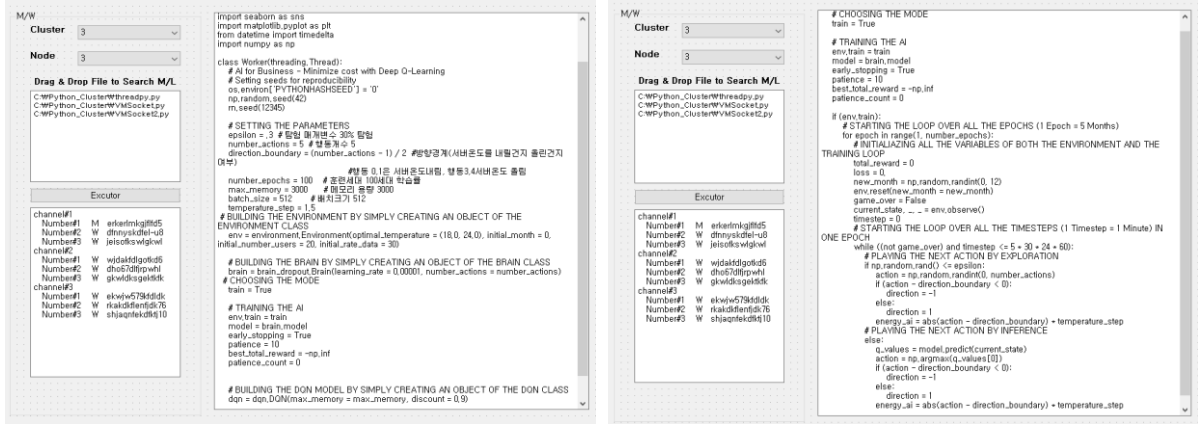 M/W
Cluster 3
Node 3
Drag & Drop File to Search M/L
C:₩Python_Cluster₩threadpy.py
C:₩Python_Cluster₩VMSocket.py
C:₩Python_Cluster₩VMSocket2.py
Excutor
channel#1
Number#1 M erkerlmkgjflfd5
Number#2 ₩ dfnnyskdfel-u8
Number#3 ₩ jeisofkswlgkwl
channel#2
Number#1 ₩ wjdakfdlgotkd6
Number#2 ₩ dho67dlfjrpwhl
Number#3 ₩ gkwldksgektldk
channel#3
Number#1 ₩ ekwjw579kfdldk
Number#2 ₩ rkakdkflenfjdk76
Number#3 ₩ shjaqntekdtktj10
import seaborn as sns
import matplotlib.pyplot as plt
from datetime import timedelta
import numpy as np
class Worker(threading.Thread):
# AI for Business - Minimize cost with Deep Q-Learning
# Setting seeds for reproducibility
os.environ['PYTHONHASHSEED'] = '0'
np.random.seed(42)
rn.seed(12345)
# SETTING THE PARAMETERS
epsilon = .3 # 탐험 매개변수 30% 탐험
number_actions = 5 # 행동개수 5
direction_boundary = (number_actions - 1) / 2 #방향경계(서버온도를 내릴건지 올린건지
여부)
#행동 0,1은 서버온도내림, 행동3,4서버온도 올림
number_epochs = 100 # 훈련세대 100세대 학습률
max_memory = 3000 # 메모리 용량 3000
batch_size = 512 # 배치크기 512
temperature_step = 1.5
# BUILDING THE ENVIRONMENT BY SIMPLY CREATING AN OBJECT OF THE
ENVIRONMENT CLASS
env = environment.Environment(optimal_temperature = (18.0, 24.0), initial_month = 0,
initial_number_users = 20, initial_rate_data = 30)
# BUILDING THE BRAIN BY SIMPLY CREATING AN OBJECT OF THE BRAIN CLASS
brain = brain_dropout.Brain(learning_rate = 0.00001, number_actions = number_actions)
# CHOOSING THE MODE
train = True
# TRAINING THE AI
env.train = train
model = brain.model
early_stopping = True
patience = 10
best_total_reward = -np.inf
patience_count = 0
# BUILDING THE DQN MODEL BY SIMPLY CREATING AN OBJECT OF THE DQN CLASS
dqn = dqn.DQN(max_memory = max_memory, discount = 0.9)
M/W
Cluster 3
Node 3
Drag & Drop File to Search M/L
C:₩Python_Cluster₩threadpy.py
C:₩Python_Cluster₩VMSocket.py
C:₩Python_Cluster₩VMSocket2.py
Excutor
channel#1
Number#1 M erkerlmkgjflfd5
Number#2 ₩ dfnnyskdfel-u8
Number#3 ₩ jeisofkswlgkwl
channel#2
Number#1 ₩ wjdakfdlgotkd6
Number#2 ₩ dho67dlfjrpwhl
Number#3 ₩ gkwldksgektldk
channel#3
Number#1 ₩ ekwjw579kfdldk
Number#2 ₩ rkakdkflenfjdk76
Number#3 ₩ shjaqntekdtktj10
# CHOOSING THE MODE
train = True
# TRAINING THE AI
env.train = train
model = brain.model
early_stopping = True
patience = 10
best_total_reward = -np.inf
patience_count = 0
if (env.train):
# STARTING THE LOOP OVER ALL THE EPOCHS (1 Epoch = 5 Months)
for epoch in range(1, number_epochs):
# INITIALIAZING ALL THE VARIABLES OF BOTH THE ENVIRONMENT AND THE
TRAINING LOOP
total_reward = 0
loss = 0.
new_month = np.random.randint(0, 12)
env.reset(new_month = new_month)
game_over = False
current_state, _, _ = env.observe()
timestep = 0
# STARTING THE LOOP OVER ALL THE TIMESTEPS (1 Timestep = 1 Minute) IN
ONE EPOCH
while ((not game_over) and timestep <= 5 * 30 * 24 * 60):
# PLAYING THE NEXT ACTION BY EXPLORATION
if np.random.rand() <= epsilon:
action = np.random.randint(0, number_actions)
if (action - direction_boundary < 0):
direction = -1
else:
direction = 1
energy_ai = abs(action - direction_boundary) * temperature_step
# PLAYING THE NEXT ACTION BY INFERENCE
else:
q_values = model.predict(current_state)
action = np.argmax(q_values[0])
if (action - direction_boundary < 0):
direction = -1
else:
direction = 1
energy_ai = abs(action - direction_boundary) * temperature_step